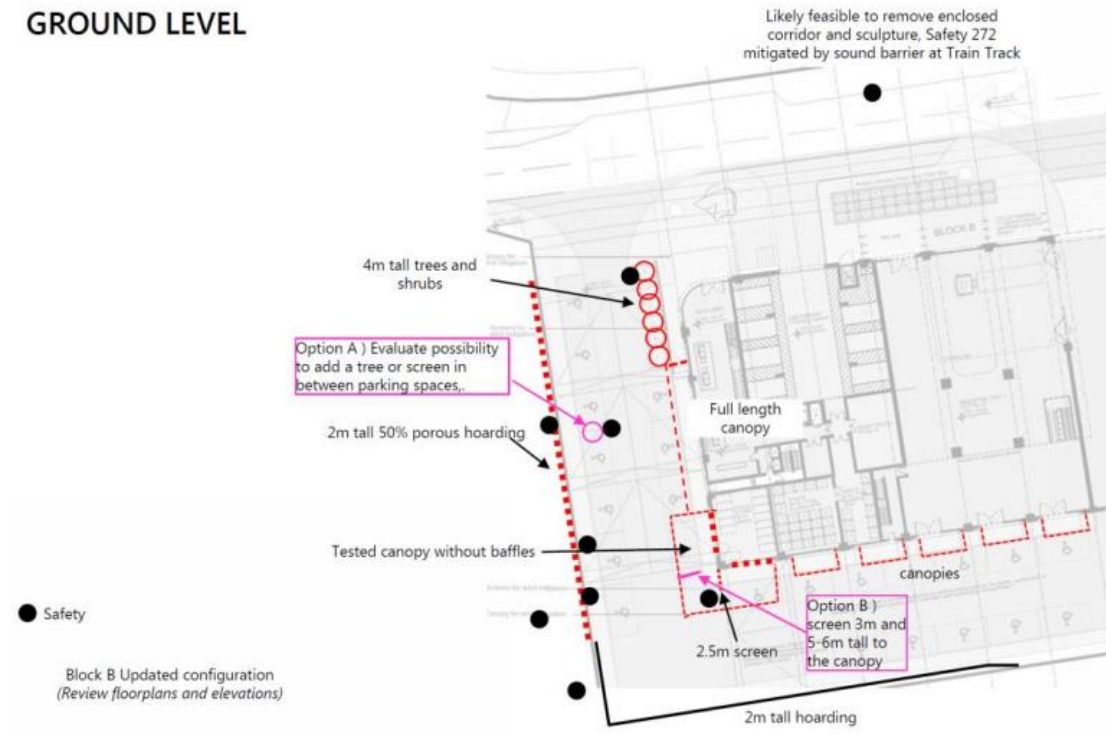 GROUND LEVEL
Likely feasible to remove enclosed
corridor and sculpture, Safety 272
mitigated by sound barrier at Train Track
BLOCK B
4m tall trees and
shrubs
Option A ) Evaluate possibility
to add a tree or screen in
between parking spaces,.
Full length
canopy
2m tall 50% porous hoarding
Tested canopy without baffles
canopies
Safety
Option B )
screen 3m and
5-6m tall to
the canopy
2.5m screen
Block B Updated configuration
(Review floorplans and elevations)
2m tall hoarding